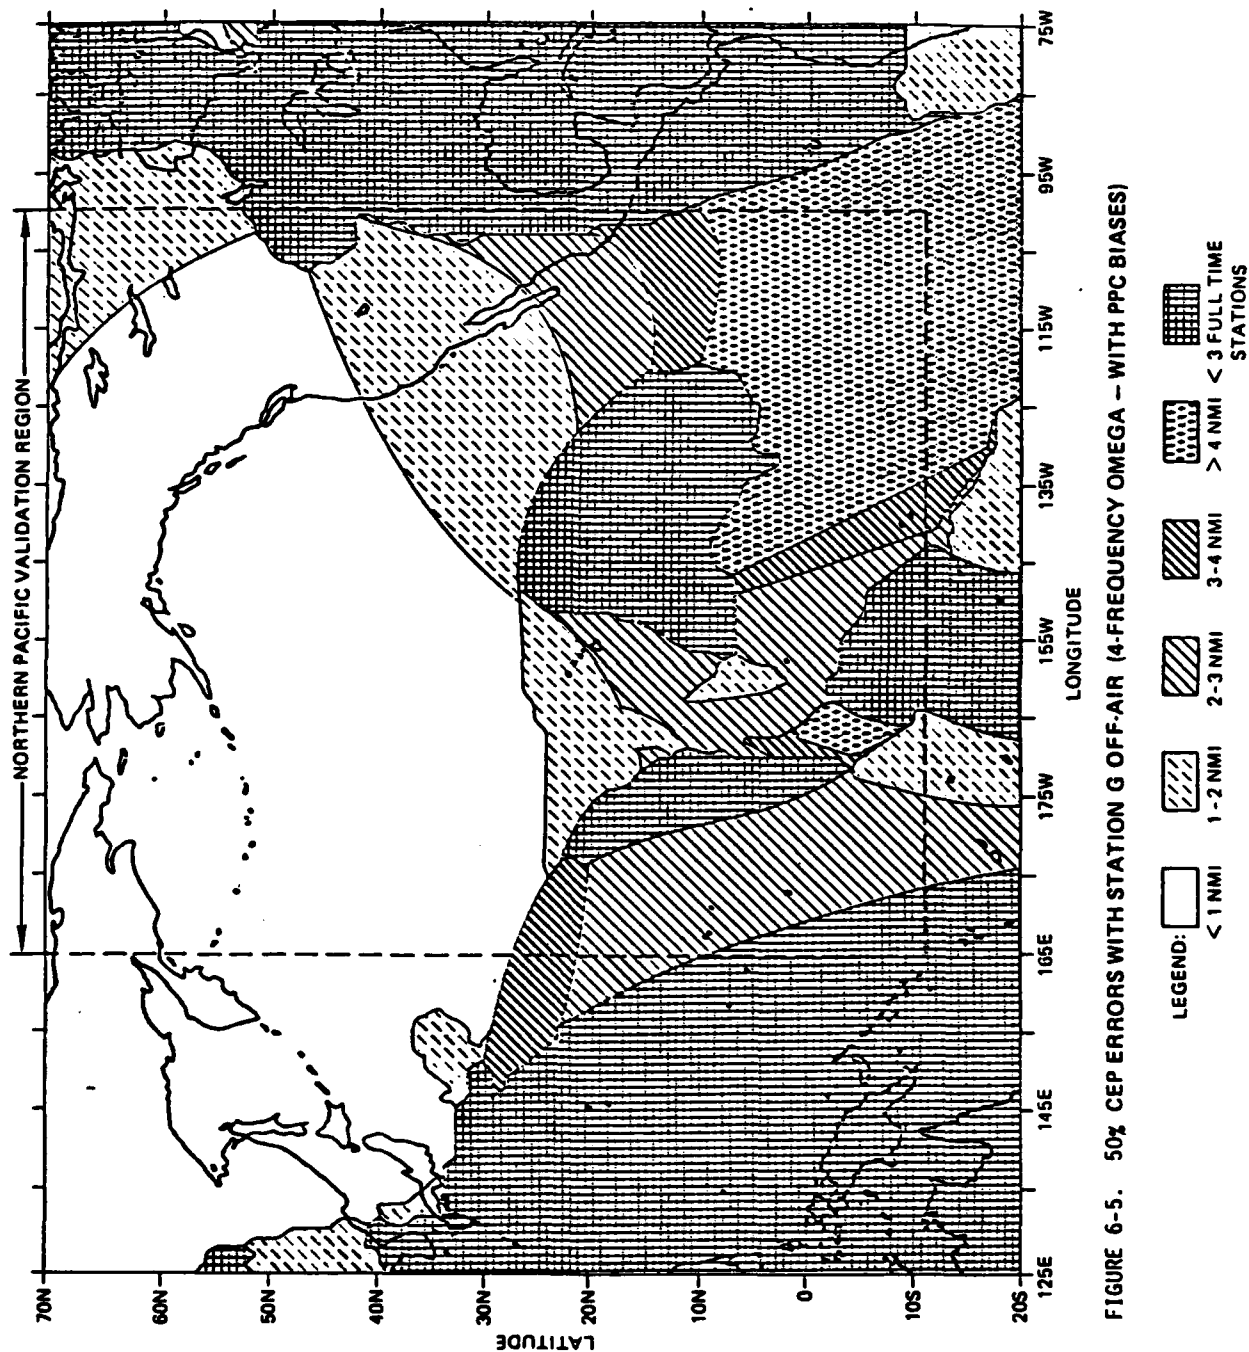 NORTHERN PACIFIC VALIDATION REGION
70N
60N
50N
40N
30N
20N
10N
0
10S
20S
LATITUDE
125E
145E
165E
175W
155W
135W
115W
95W
75W
LONGITUDE
FIGURE 6-5. 50% CEP ERRORS WITH STATION G OFF-AIR (4-FREQUENCY OMEGA – WITH PPC BIASES)
LEGEND:
< 1 NMI
1-2 NMI
2-3 NMI
3-4 NMI
> 4 NMI
< 3 FULL TIME
STATIONS